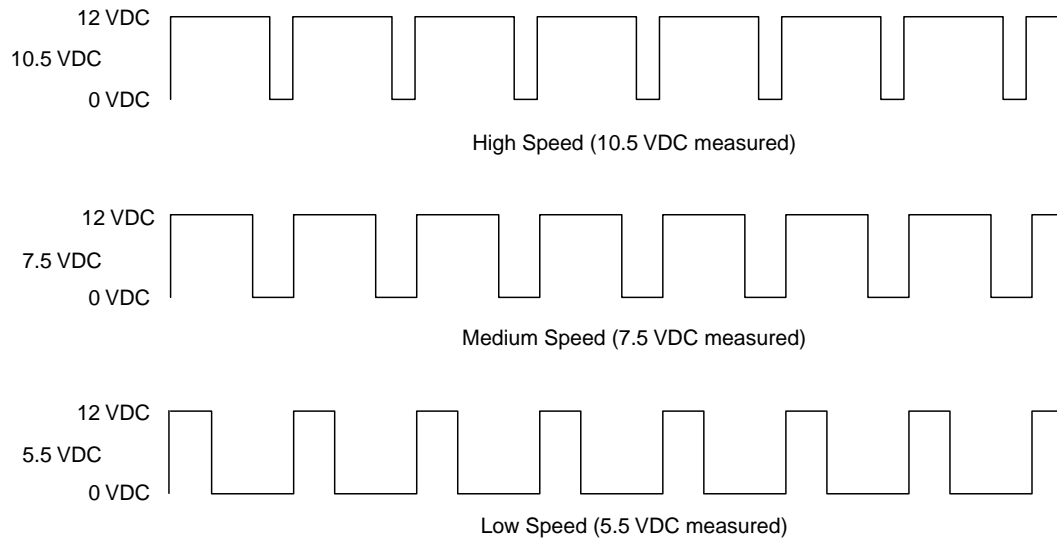 12 VDC
10.5 VDC
0 VDC
High Speed (10.5 VDC measured)
12 VDC
7.5 VDC
0 VDC
Medium Speed (7.5 VDC measured)
12 VDC
5.5 VDC
0 VDC
Low Speed (5.5 VDC measured)